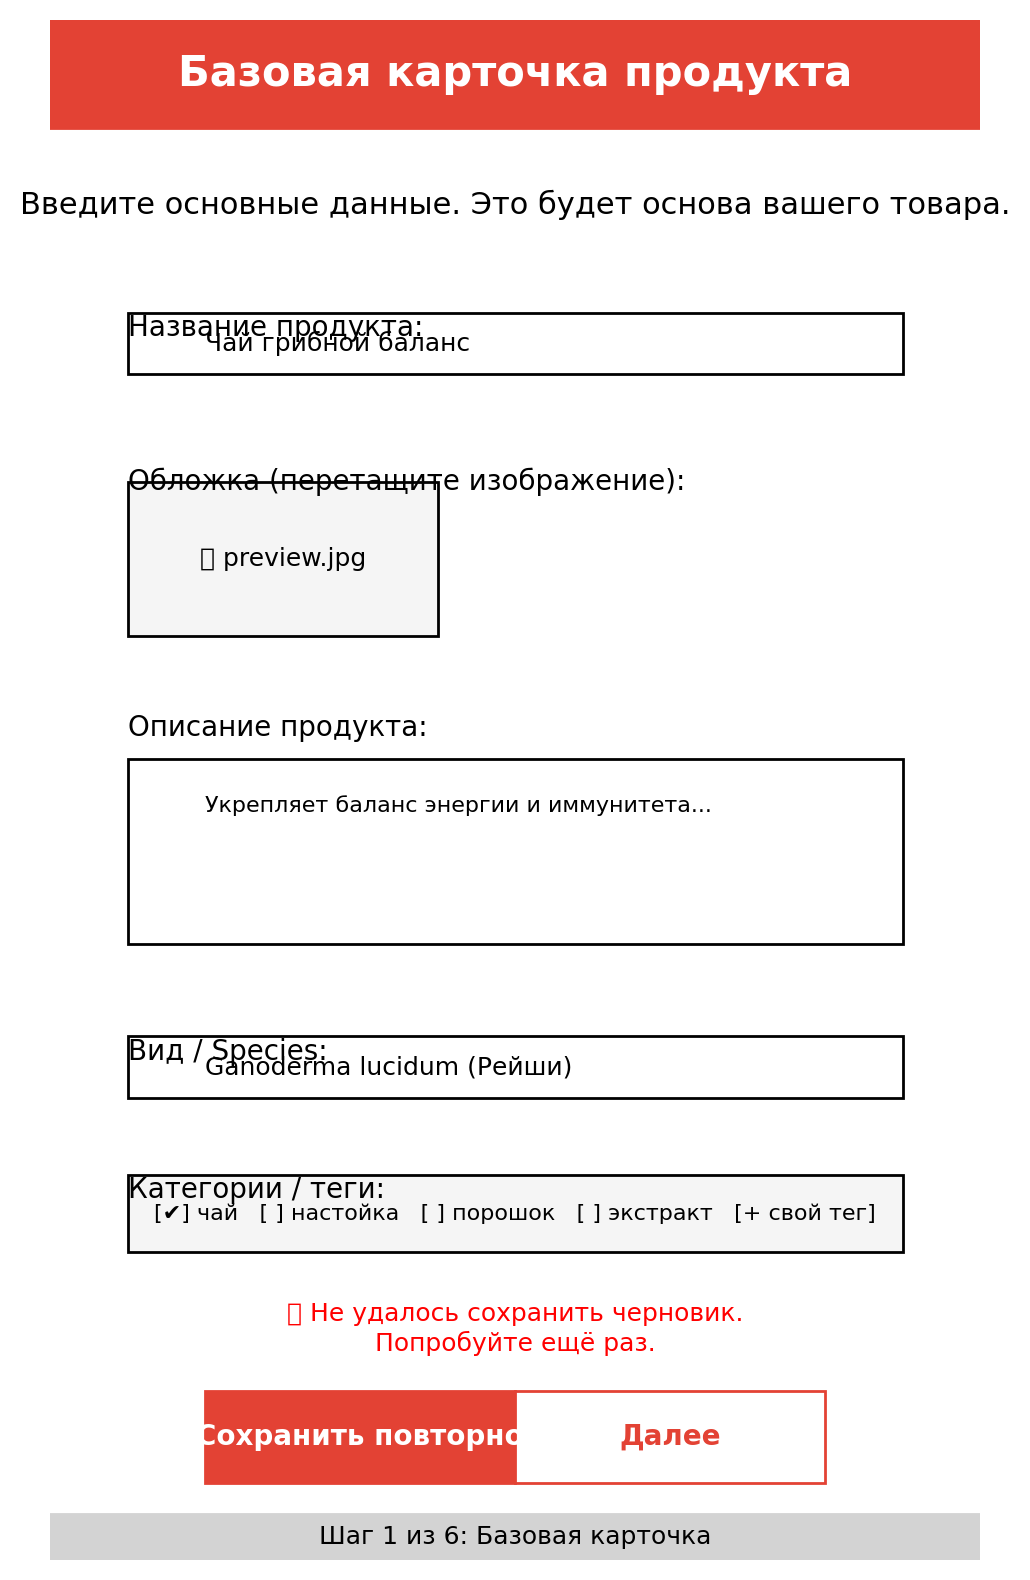 Базовая карточка продукта
Введите основные данные. Это будет основа вашего товара.
Название продукта:
Чай грибной баланс
Обложка (перетащите изображение):
preview.jpg
Описание продукта:
Укрепляет баланс энергии и иммунитета...
Вид / Species:
Ganoderma lucidum (Рейши)
Категории / теги:
[✔] чай [ ] настойка [ ] порошок [ ] экстракт [+ свой тег]
Не удалось сохранить черновик.
Попробуйте ещё раз.
Сохранить повторно
Далее
Шаг 1 из 6: Базовая карточка